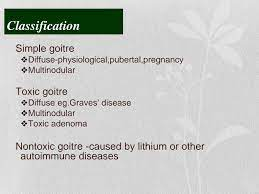 Classification
Simple goitre
❖Diffuse-physiological,pubertal,pregnancy
❖Multinodular
Toxic goitre
❖Diffuse eg.Graves' disease
❖Multinodular
❖Toxic adenoma
Nontoxic goitre -caused by lithium or other
autoimmune diseases